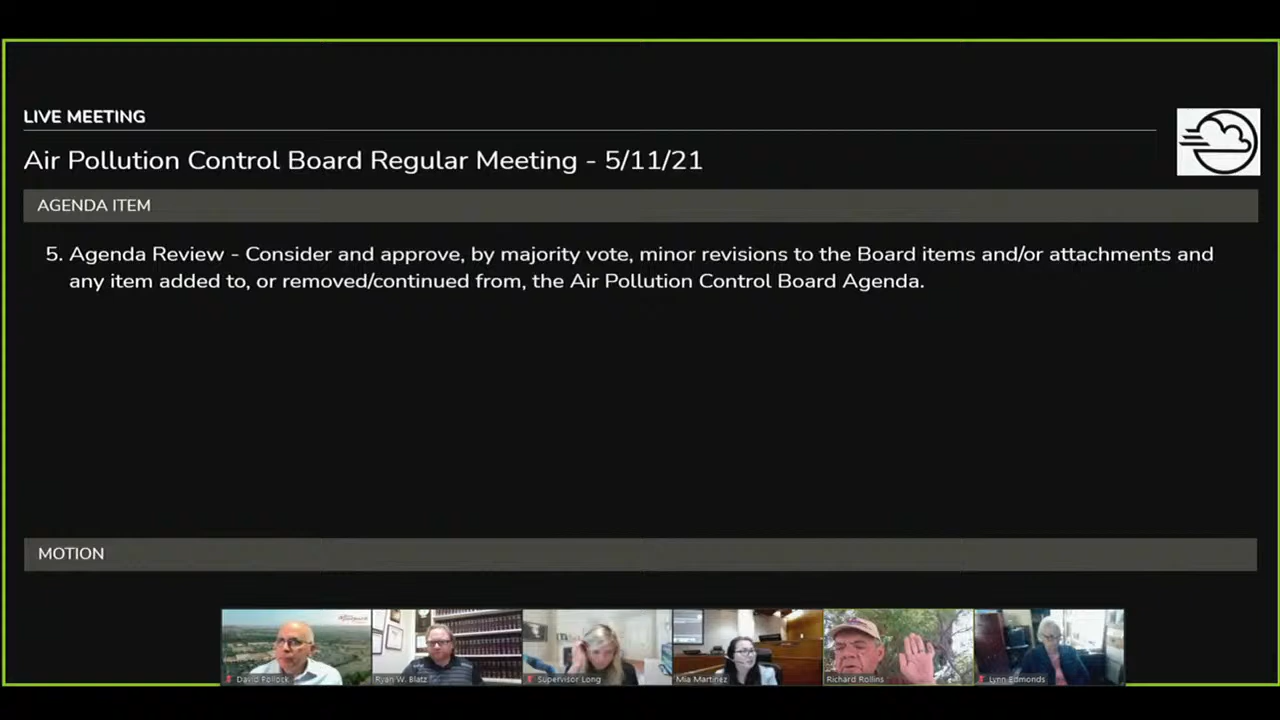 LIVE MEETING
Air Pollution Control Board Regular Meeting - 5/11/21
AGENDA ITEM
5. Agenda Review - Consider and approve, by majority vote, minor revisions to the Board items and/or attachments and
any item added to, or removed/continued from, the Air Pollution Control Board Agenda.
MOTION
David Pollock
Ryan W. Blatz
Supervisor Long
Mia Martinez
Richard Rollins
Lynn Edmonds